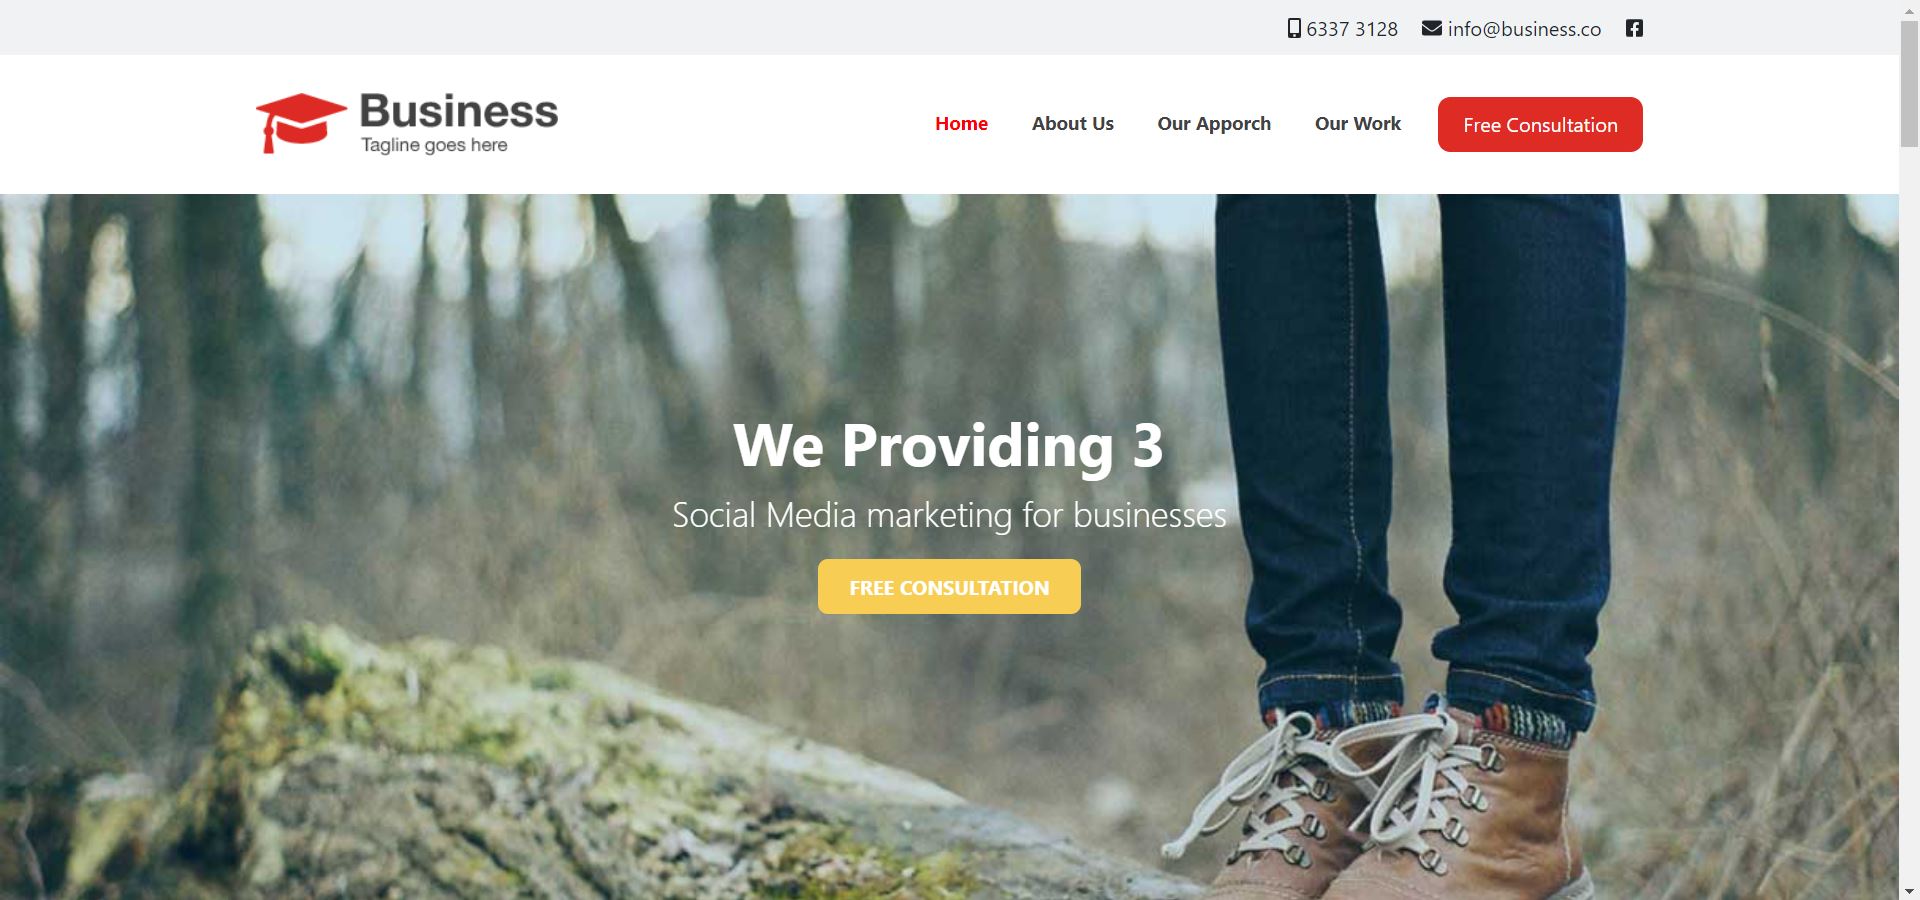 6337 3128 info@business.co
Business
Tagline goes here
Home About Us Our Apporch Our Work Free Consultation
We Providing 3
Social Media marketing for businesses
FREE CONSULTATION